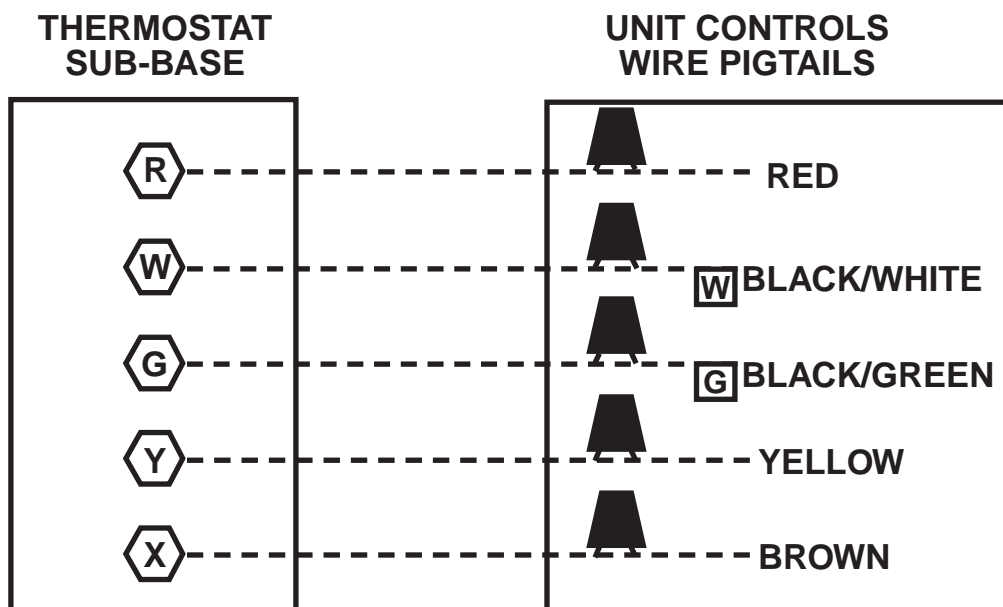 THERMOSTAT
SUB-BASE
UNIT CONTROLS
WIRE PIGTAILS
R
RED
W
W BLACK/WHITE
G
G BLACK/GREEN
Y
YELLOW
X
BROWN